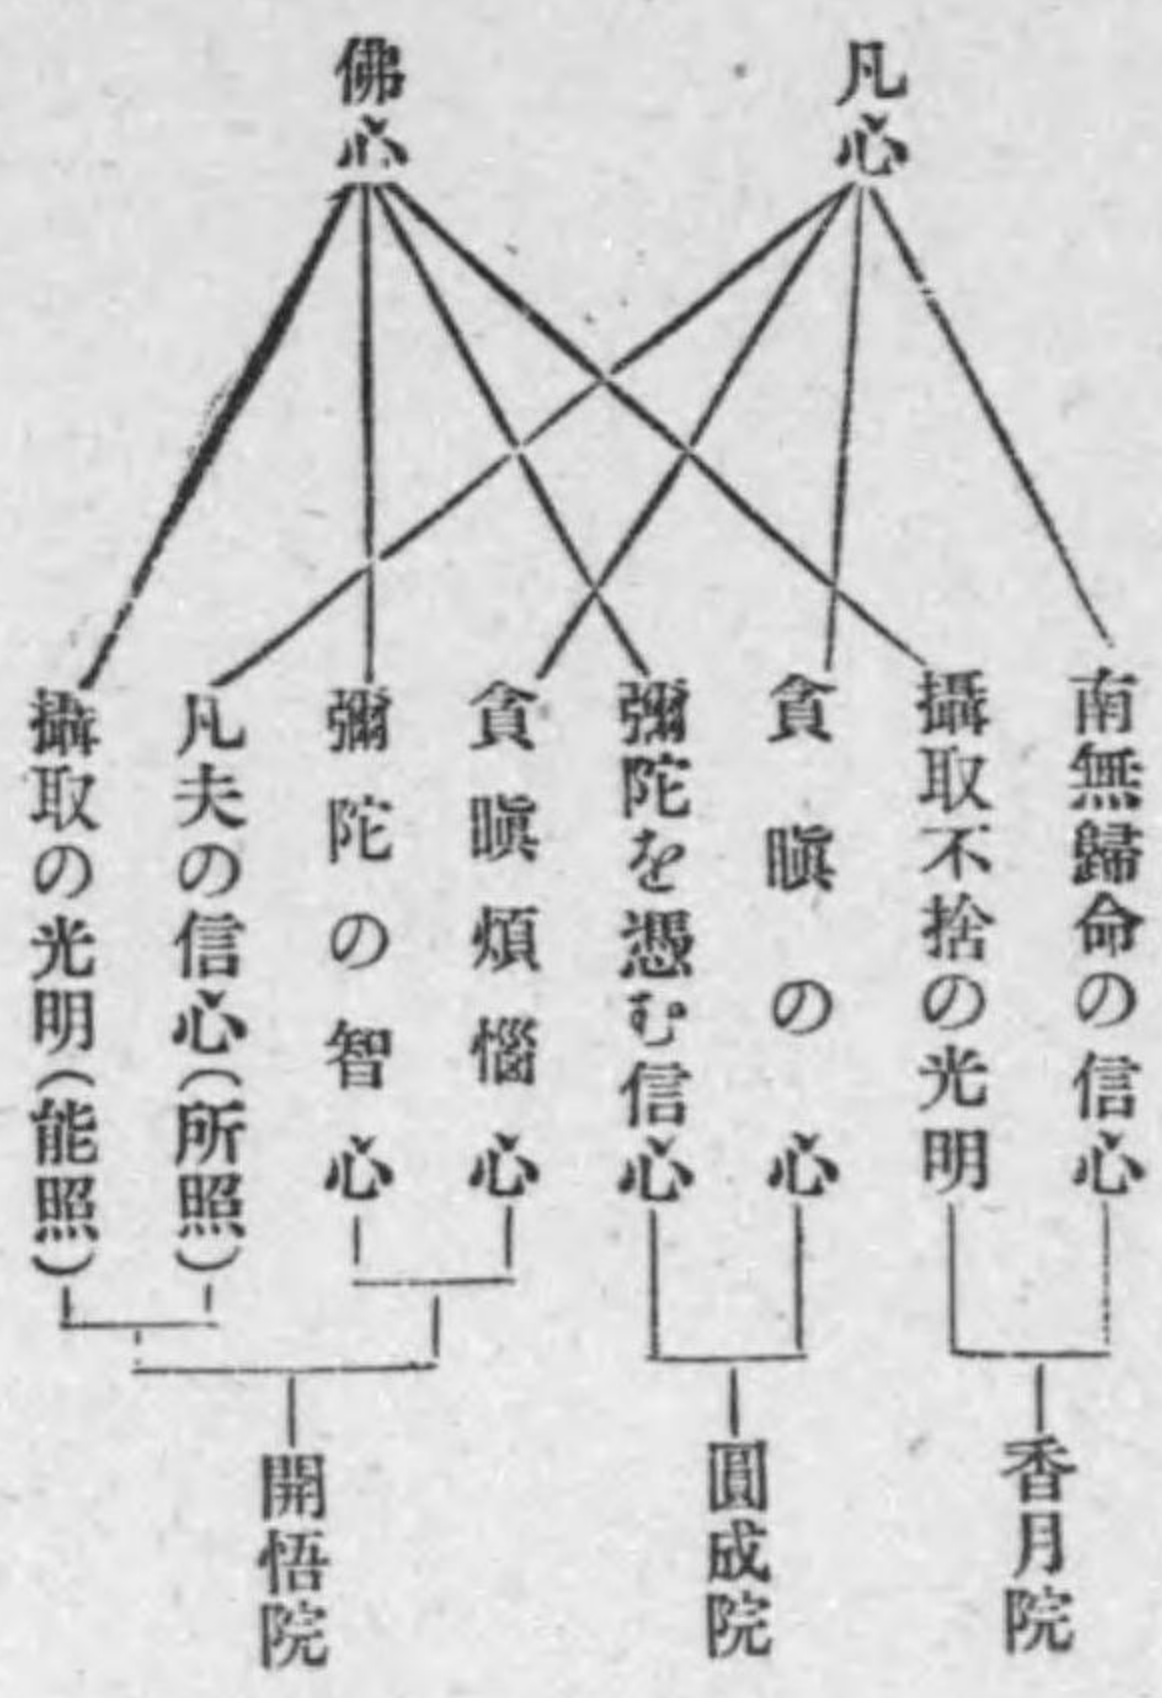 凡心
佛心
南無歸命の信心
攝取不捨の光明
貪瞋の心
彌陀を憑む信心
貪瞋煩惱心
彌陀の智心
凡夫の信心(所照)
攝取の光明(能照)
香月院
圓成院
開悟院